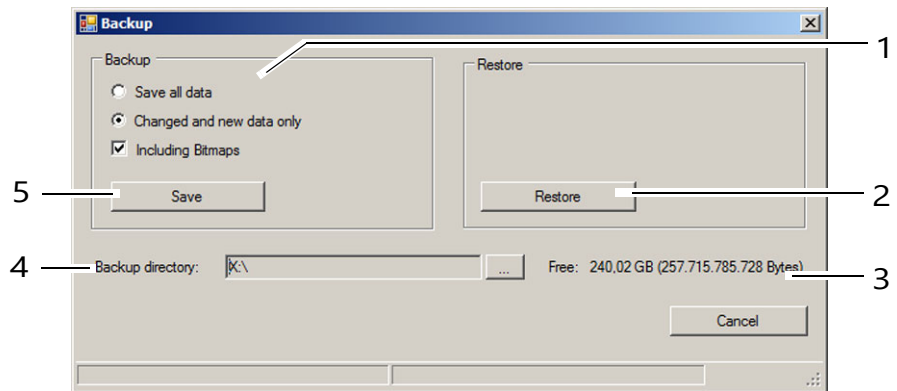 Backup
1
Backup
Restore
Save all data
Changed and new data only
Including Bitmaps
5
Save
Restore
2
4
Backup directory:
X:\
...
Free: 240,02 GB (257.715.785.728 Bytes)
3
Cancel